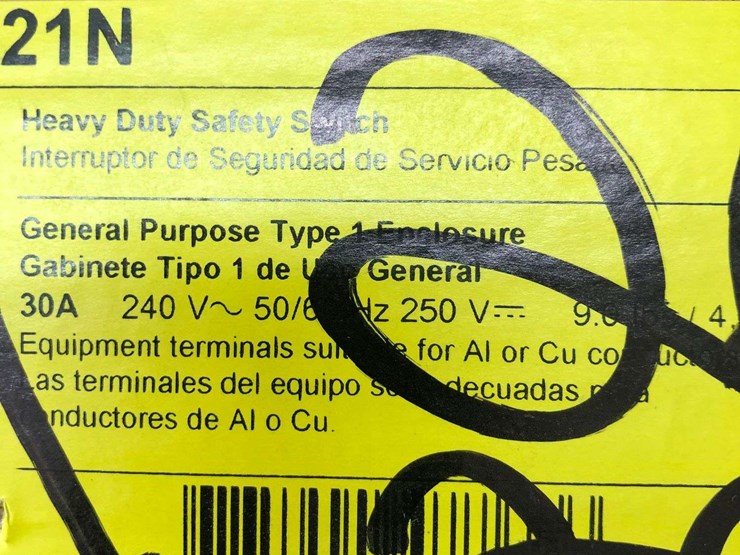 21N
Heavy Duty Safety Switch
Interruptor de Seguridad de Servicio
General Purpose Type 1 Enclosure
Gabinete Tipo 1 de Uso General
30A 240 V~ 50/60 Hz 250 V⎓
Equipment terminals suitable for Al or Cu conductors
Las terminales del equipo son adecuadas para
conductores de Al o Cu.